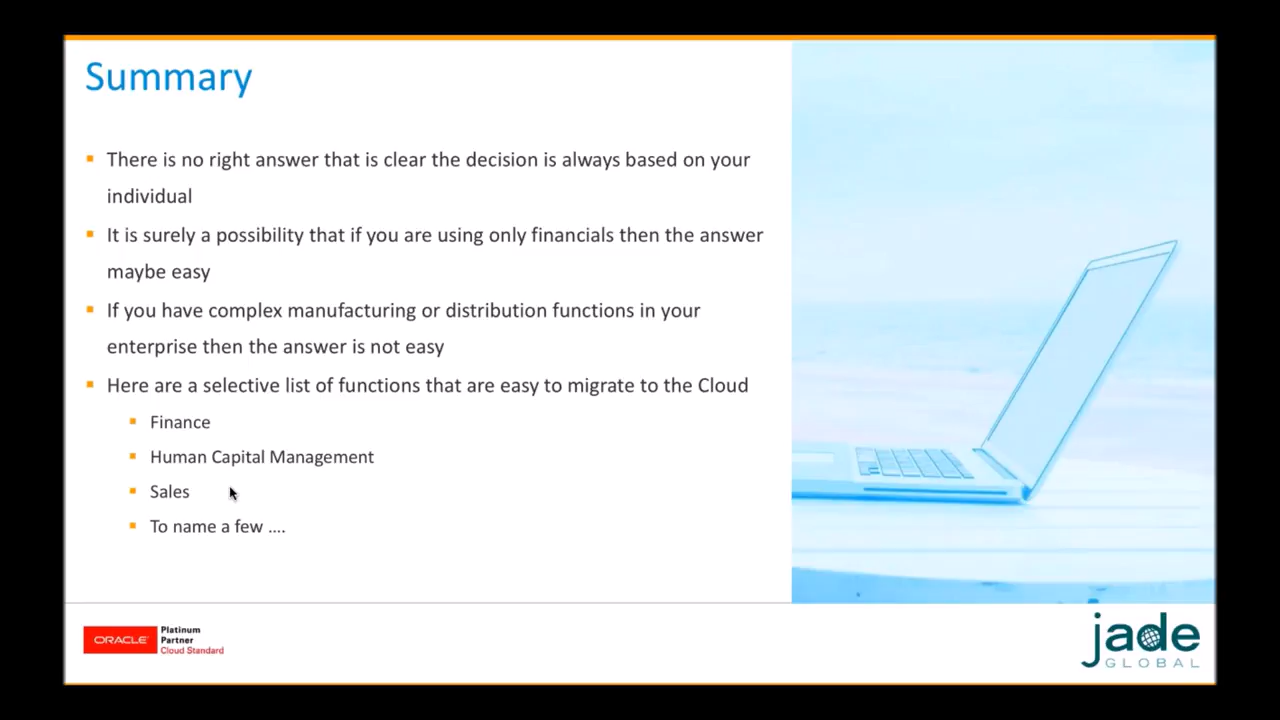 Summary
There is no right answer that is clear the decision is always based on your
individual
It is surely a possibility that if you are using only financials then the answer
maybe easy
If you have complex manufacturing or distribution functions in your
enterprise then the answer is not easy
Here are a selective list of functions that are easy to migrate to the Cloud
Finance
Human Capital Management
Sales
To name a few ....
ORACLE
Platinum
Partner
Cloud Standard
jade
GLOBAL